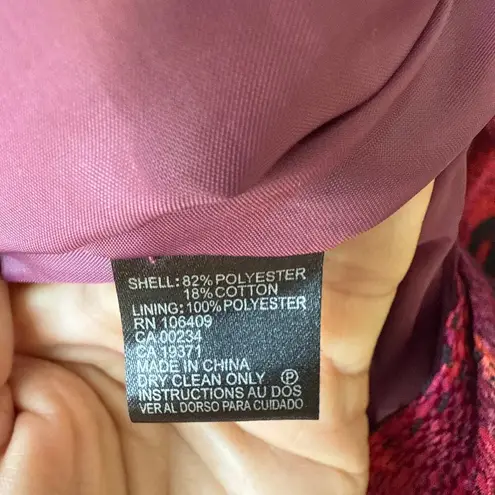 SHELL: 82% POLYESTER
18% COTTON
LINING: 100% POLYESTER
RN 106409
CA 00234
CA 19371
MADE IN CHINA
DRY CLEAN ONLY Ⓟ
INSTRUCTIONS AU DOS
VER AL DORSO PARA CUIDADO